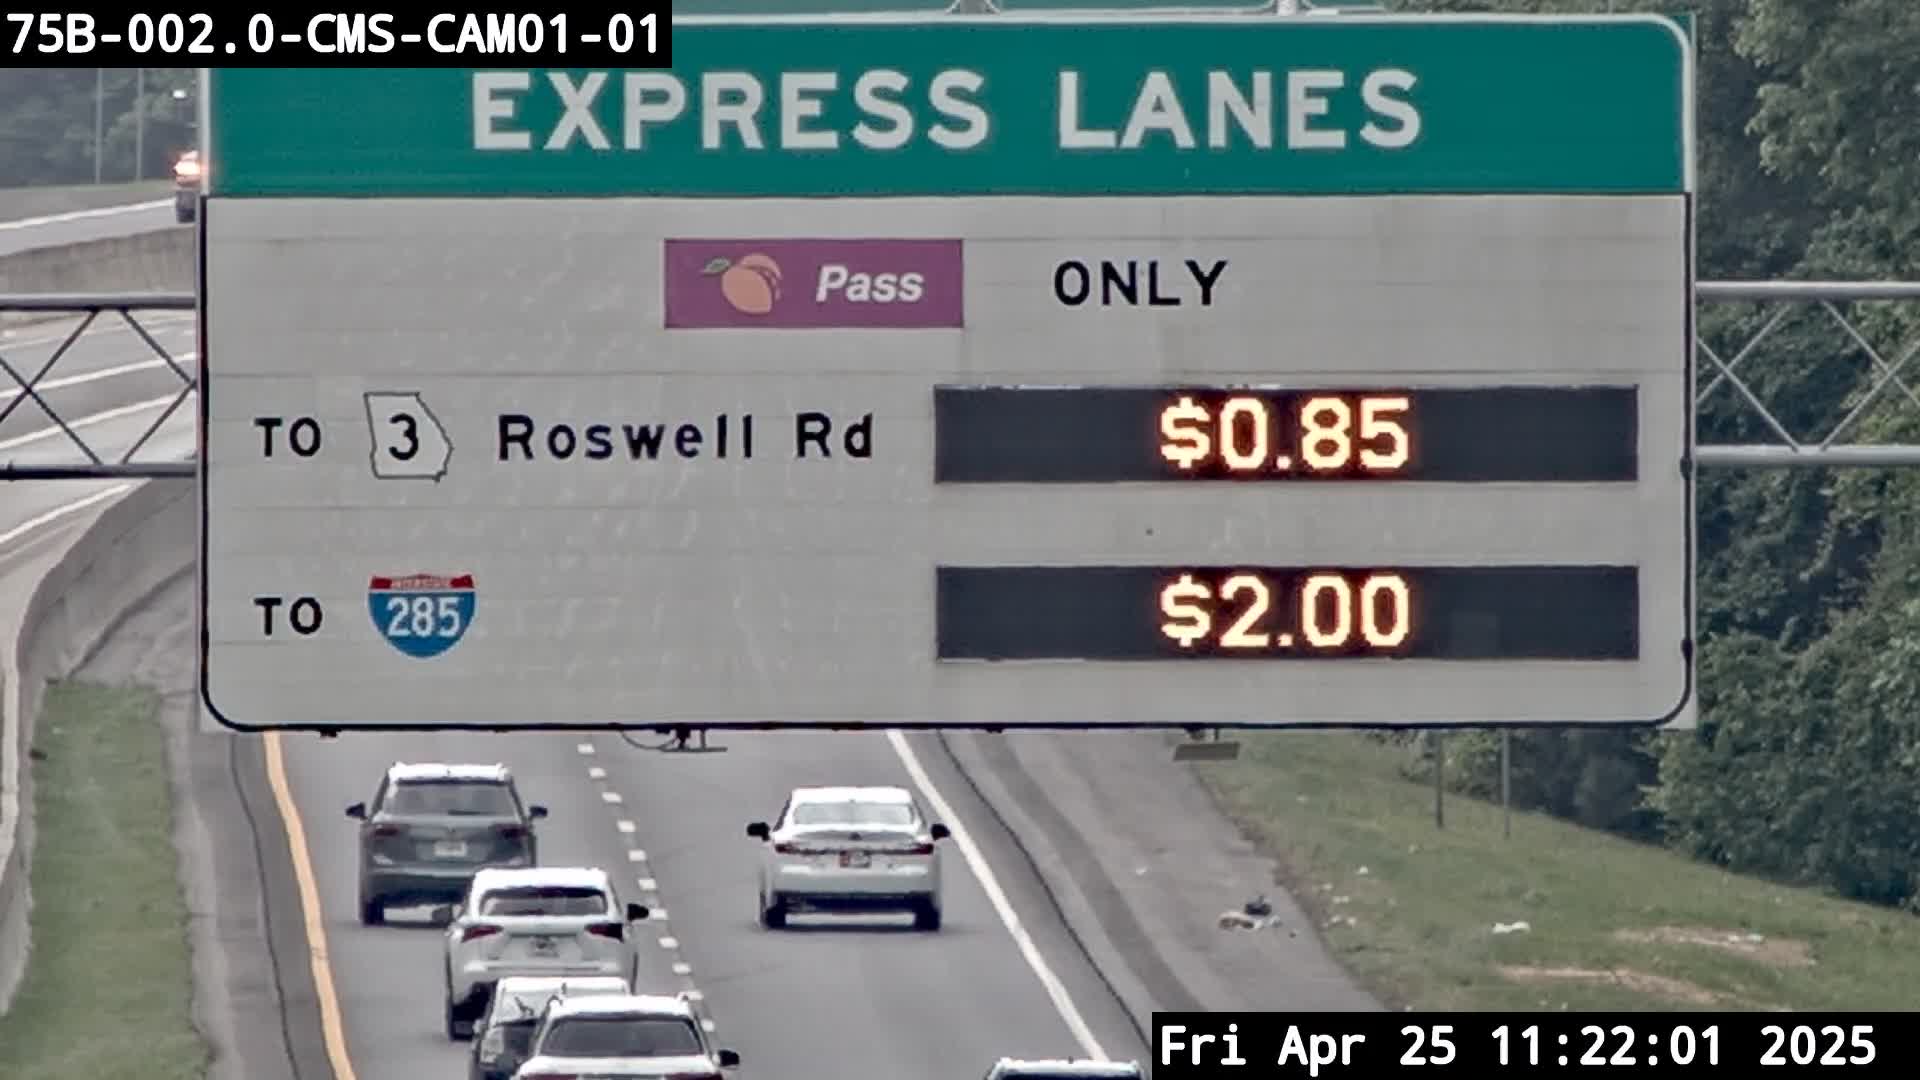 75B-002.0-CMS-CAM01-01
EXPRESS LANES
Pass ONLY
TO 3 Roswell Rd $0.85
INTERSTATE
TO 285 $2.00
Fri Apr 25 11:22:01 2025